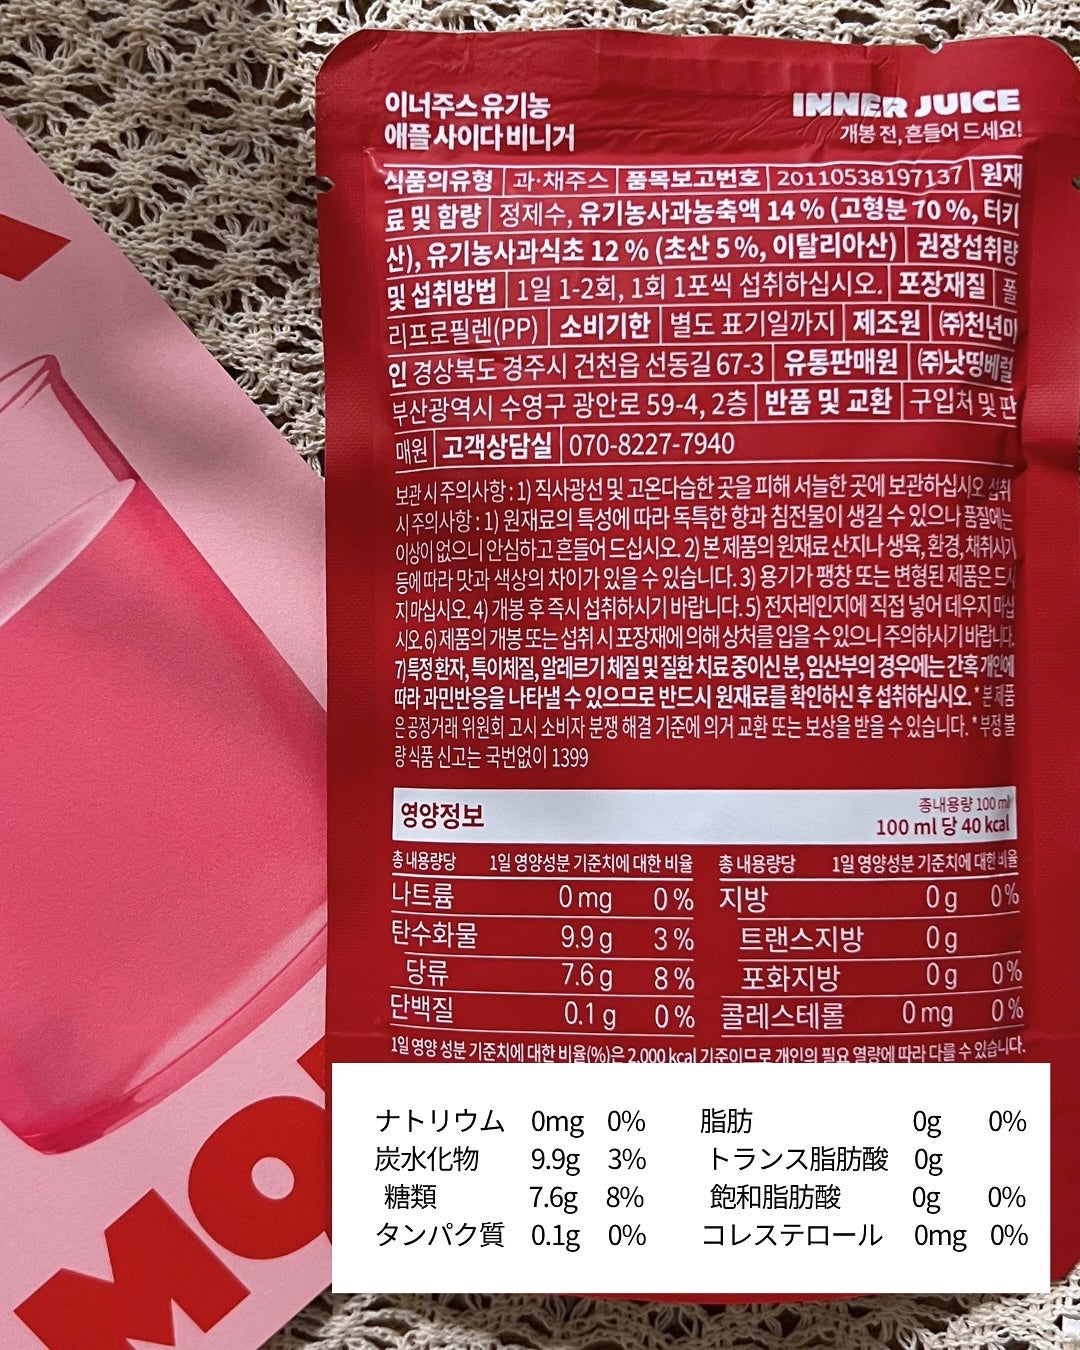 이너주스 유기농
애플 사이다비니거
INNER JUICE
개봉 전, 흔들어 드세요!
식품의유형 | 과·채주스 | 품목보고번호 | 20110538197137 | 원재
료 및 함량 | 정제수, 유기농사과농축액 14 % (고형분 70 %, 터키
산), 유기농사과식초 12 % (초산 5 %, 이탈리아산) | 권장섭취량
및 섭취방법 | 1일 1-2회, 1회 1포씩 섭취하십시오. | 포장재질 | 폴
리프로필렌(PP) | 소비기한 | 별도 표기일까지 | 제조원 | ㈜천년미
인 경상북도 경주시 건천읍 선동길 67-3 | 유통판매원 | ㈜낫띵베럴
부산광역시 수영구 광안로 59-4, 2층 | 반품 및 교환 | 구입처 및 판
매원 | 고객상담실 | 070-8227-7940
보관 시 주의사항 : 1) 직사광선 및 고온다습한 곳을 피해 서늘한 곳에 보관하십시오 섭취
시 주의사항 : 1) 원재료의 특성에 따라 독특한 향과 침전물이 생길 수 있으나 품질에는
이상이 없으니 안심하고 흔들어 드십시오. 2) 본 제품의 원재료 산지나 생육, 환경, 채취시기
등에 따라 맛과 색상의 차이가 있을 수 있습니다. 3) 용기가 팽창 또는 변형된 제품은 드시
지 마십시오. 4) 개봉 후 즉시 섭취하시기 바랍니다. 5) 전자레인지에 직접 넣어 데우지 마십
시오. 6) 제품의 개봉 또는 섭취 시 포장재에 의해 상처를 입을 수 있으니 주의하시기 바랍니다.
7) 특정 환자, 특이체질, 알레르기 체질 및 질환 치료 중이신 분, 임산부의 경우에는 간혹 개인에
따라 과민반응을 나타낼 수 있으므로 반드시 원재료를 확인하신 후 섭취하십시오. * 본 제품
은 공정거래 위원회 고시 소비자 분쟁 해결 기준에 의거 교환 또는 보상을 받을 수 있습니다. * 부정 불
량식품 신고는 국번없이 1399
영양정보
총내용량 100 ml
100 ml 당 40 kcal
총 내용량당 1일 영양성분 기준치에 대한 비율 총 내용량당 1일 영양성분 기준치에 대한 비율
나트륨 0 mg 0 % 지방 0 g 0 %
탄수화물 9.9 g 3 % 트랜스지방 0 g
당류 7.6 g 8 % 포화지방 0 g 0 %
단백질 0.1 g 0 % 콜레스테롤 0 mg 0 %
1일 영양 성분 기준치에 대한 비율(%)은 2,000 kcal 기준이므로 개인의 필요 열량에 따라 다를 수 있습니다.
ナトリウム 0mg 0% 脂肪 0g 0%
炭水化物 9.9g 3% トランス脂肪酸 0g
糖類 7.6g 8% 飽和脂肪酸 0g 0%
タンパク質 0.1g 0% コレステロール 0mg 0%